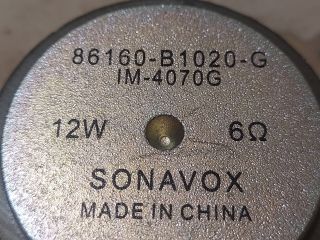 86160-B1020-G
IM-4070G
12W 6Ω
SONAVOX
MADE IN CHINA